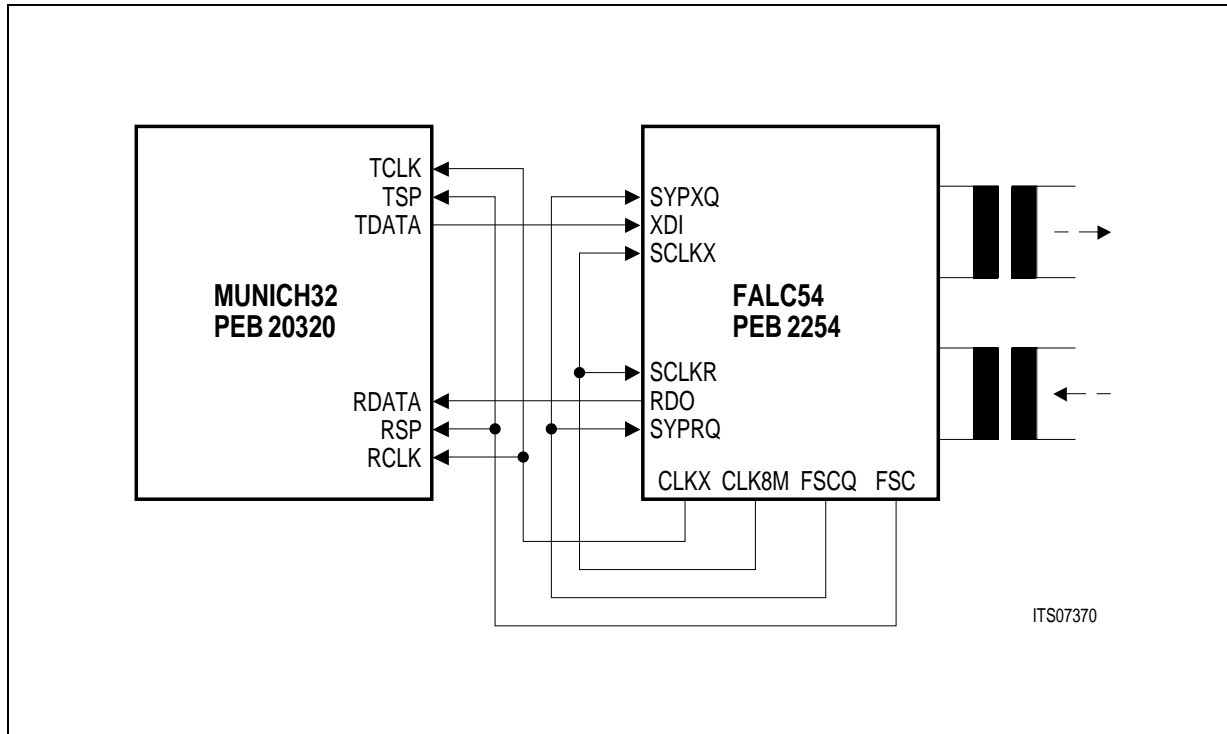 TCLK
TSP
TDATA
MUNICH32
PEB 20320
RDATA
RSP
RCLK
SYPXQ
XDI
SCLKX
FALC54
PEB 2254
SCLKR
RDO
SYPRQ
CLKX CLK8M FSCQ FSC
ITS07370